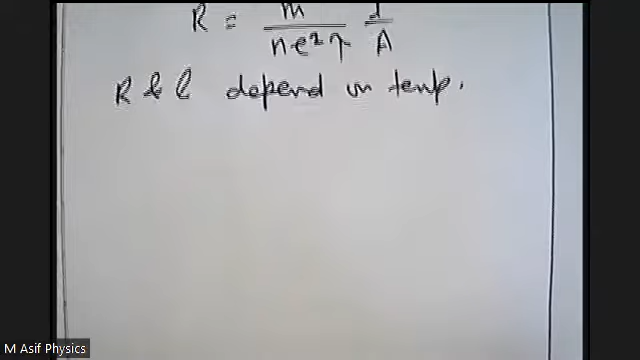 R = m / ne²τ l / A
R & ρ depend on temp.
M Asif Physics